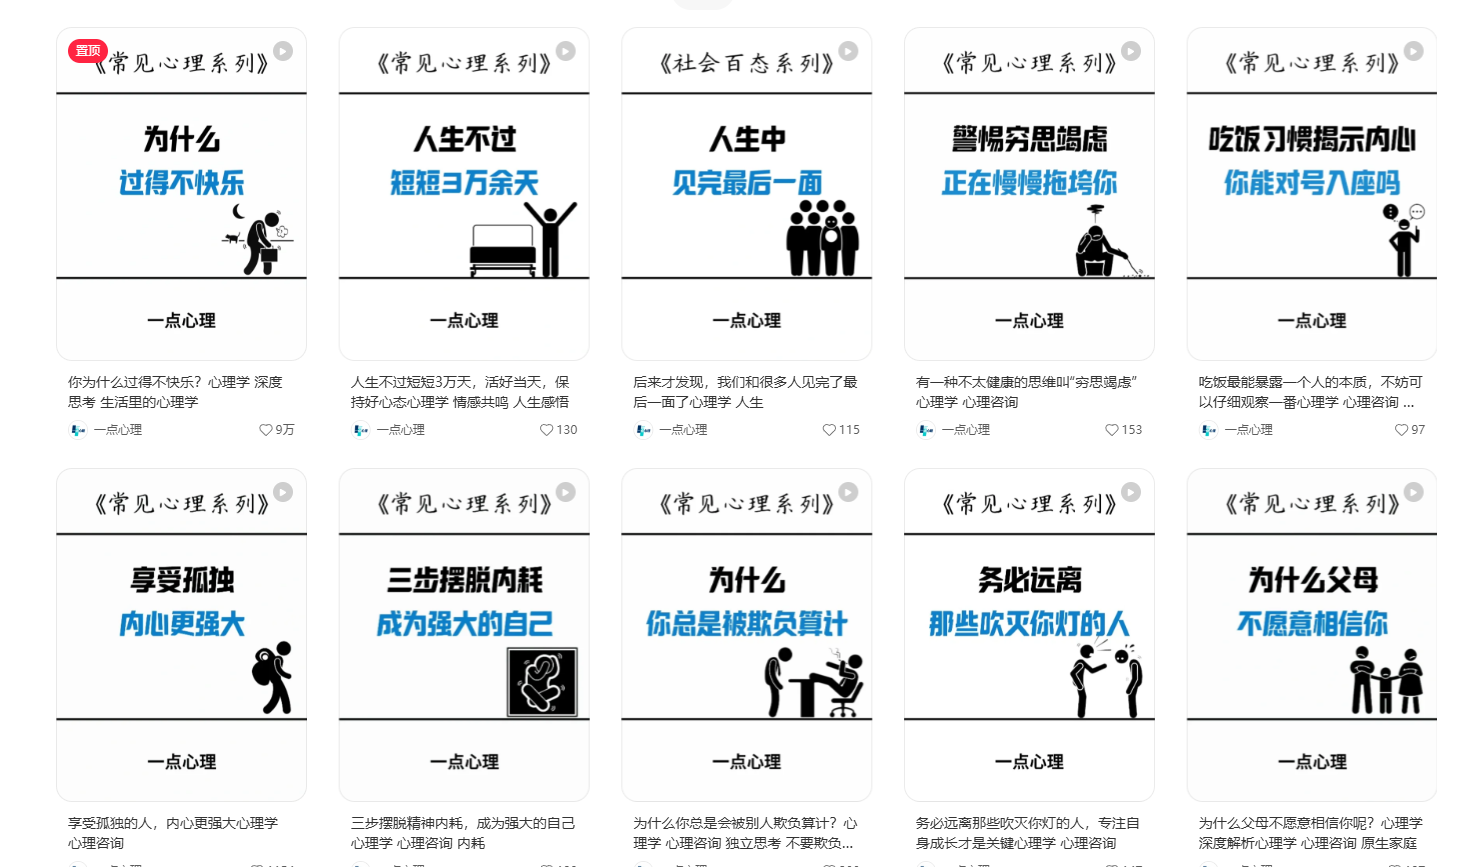 置顶
《常见心理系列》
为什么
过得不快乐
一点心理
你为什么过得不快乐？心理学 深度
思考 生活里的心理学
一点心理
9万
《常见心理系列》
人生不过
短短3万余天
一点心理
人生不过短短3万天，活好当天，保
持好心态心理学 情感共鸣 人生感悟
一点心理
130
《社会百态系列》
人生中
见完最后一面
一点心理
后来才发现，我们和很多人见完了最
后一面了心理学 人生
一点心理
115
《常见心理系列》
警惕穷思竭虑
正在慢慢拖垮你
一点心理
有一种不太健康的思维叫“穷思竭虑”
心理学 心理咨询
一点心理
153
《常见心理系列》
吃饭习惯揭示内心
你能对号入座吗
一点心理
吃饭最能暴露一个人的本质，不妨可
以仔细观察一番心理学 心理咨询 ...
一点心理
97
《常见心理系列》
享受孤独
内心更强大
一点心理
享受孤独的人，内心更强大心理学
心理咨询
《常见心理系列》
三步摆脱内耗
成为强大的自己
一点心理
三步摆脱精神内耗，成为强大的自己
心理学 心理咨询 内耗
《常见心理系列》
为什么
你总是被欺负算计
一点心理
为什么你总是会被别人欺负算计？心
理学 心理咨询 独立思考 不要欺负...
《常见心理系列》
务必远离
那些吹灭你灯的人
一点心理
务必远离那些吹灭你灯的人，专注自
身成长才是关键心理学 心理咨询
《常见心理系列》
为什么父母
不愿意相信你
一点心理
为什么父母不愿意相信你呢？心理学
深度解析心理学 心理咨询 原生家庭